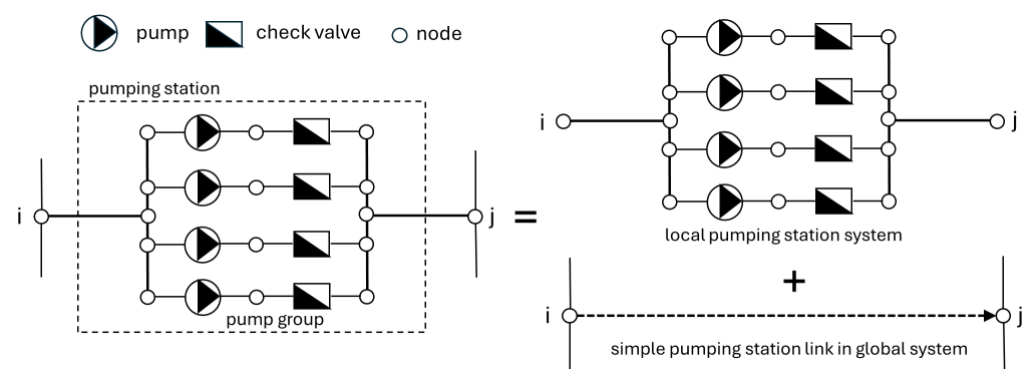 pump
check valve
node
pumping station
i
j
pump group
=
i
j
local pumping station system
+
i
j
simple pumping station link in global system